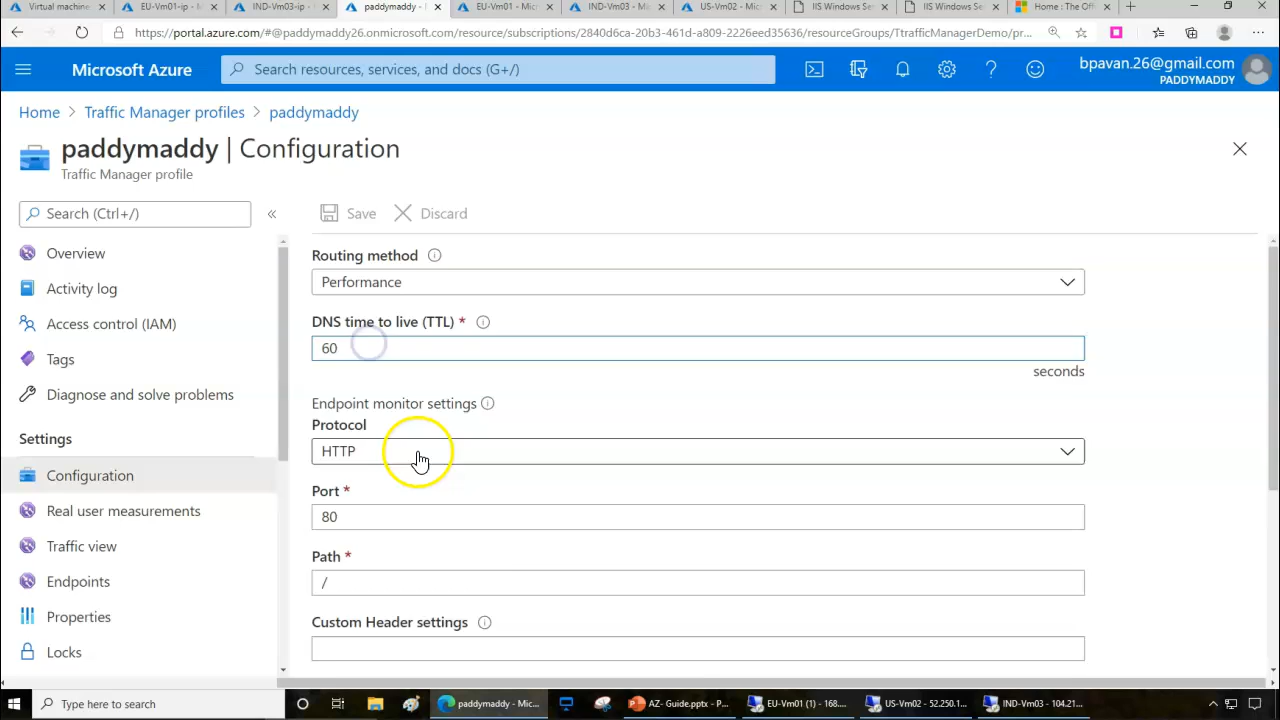 Virtual machine
EU-Vm01-ip - M
IND-Vm03-ip -
paddymaddy -
EU-Vm01 - Micr
IND-Vm03 - Mic
US-Vm02 - Micr
IIS Windows Ser
IIS Windows Ser
Home : The Offi
https://portal.azure.com/#@paddymaddy26.onmicrosoft.com/resource/subscriptions/2840d6ca-20b3-461d-a809-2226eed35636/resourceGroups/TtrafficManagerDemo/pr...
Microsoft Azure
Search resources, services, and docs (G+/)
bpavan.26@gmail.com
PADDYMADDY
Home > Traffic Manager profiles > paddymaddy
paddymaddy | Configuration
Traffic Manager profile
Search (Ctrl+/)
Save
Discard
Overview
Activity log
Access control (IAM)
Tags
Diagnose and solve problems
Settings
Configuration
Real user measurements
Traffic view
Endpoints
Properties
Locks
Routing method
Performance
DNS time to live (TTL) *
60
seconds
Endpoint monitor settings
Protocol
HTTP
Port *
80
Path *
/
Custom Header settings
Type here to search
paddymaddy - Mic...
AZ- Guide.pptx - P...
EU-Vm01 (1) - 168....
US-Vm02 - 52.250.1...
IND-Vm03 - 104.21...